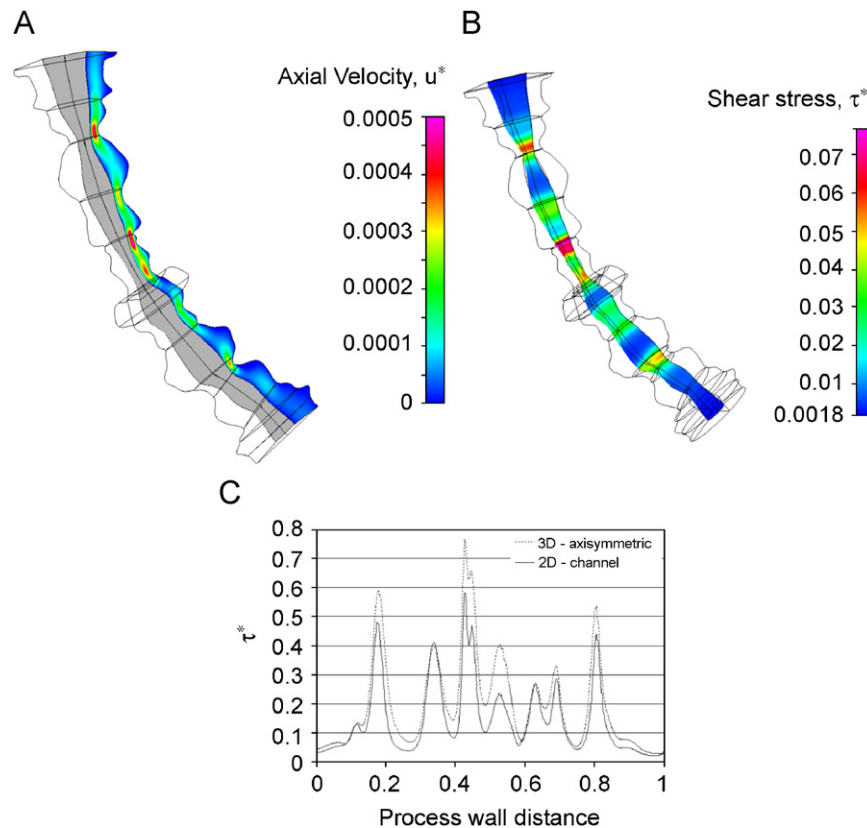 A
B
Axial Velocity, u*
0.0005
0.0004
0.0003
0.0002
0.0001
0
Shear stress, τ*
0.07
0.06
0.05
0.04
0.03
0.01
0.0018
C
0.8
0.7
0.6
0.5
0.4
0.3
0.2
0.1
0
τ*
3D - axisymmetric
2D - channel
0 0.2 0.4 0.6 0.8 1
Process wall distance